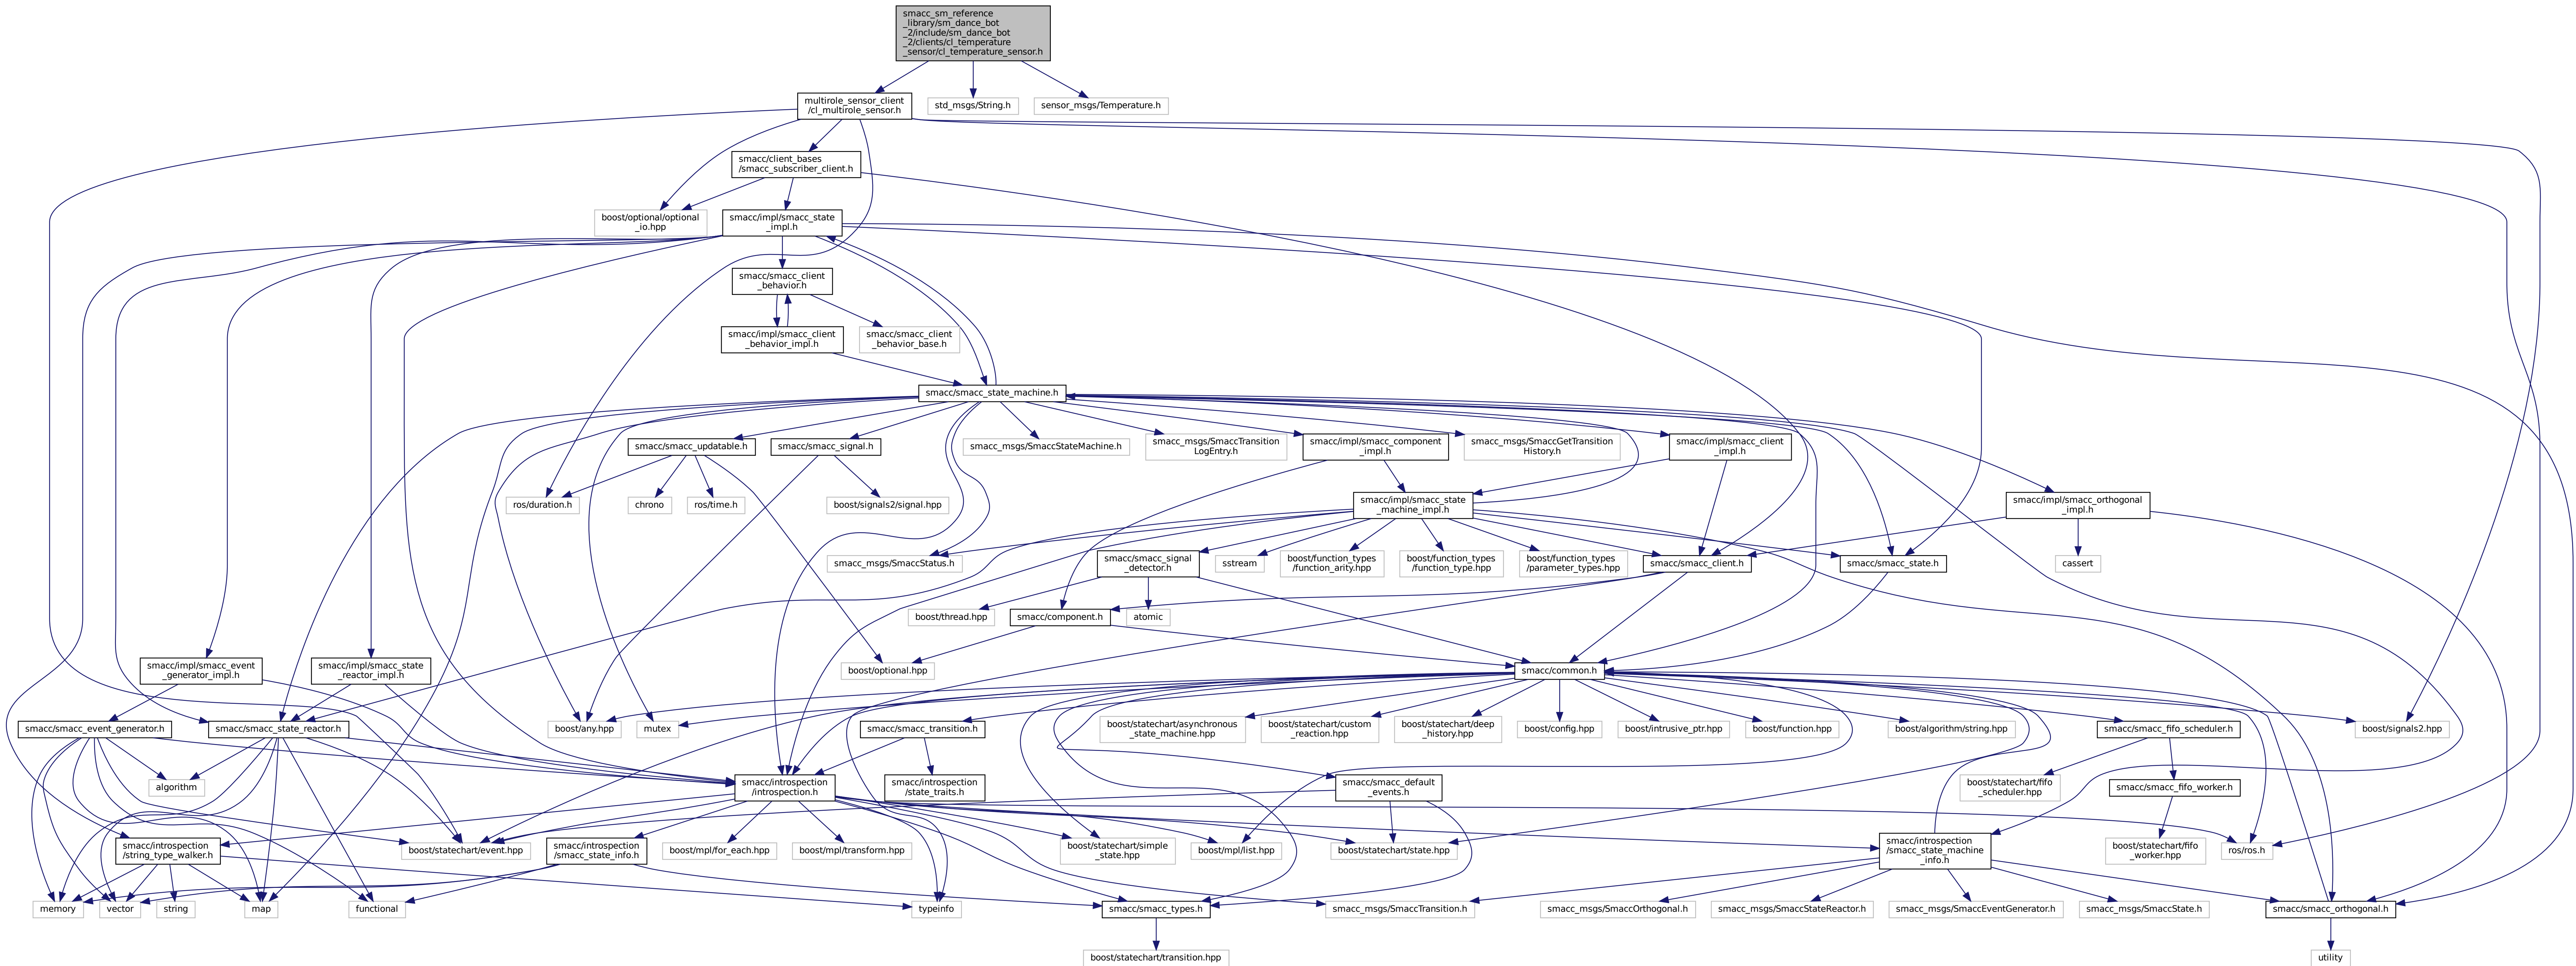 smacc_sm_reference
_library/sm_dance_bot
_2/include/sm_dance_bot
_2/clients/cl_temperature
_sensor/cl_temperature_sensor.h
multirole_sensor_client
/cl_multirole_sensor.h
std_msgs/String.h
sensor_msgs/Temperature.h
smacc/client_bases
/smacc_subscriber_client.h
boost/optional/optional
_io.hpp
smacc/impl/smacc_state
_impl.h
smacc/smacc_client
_behavior.h
smacc/impl/smacc_client
_behavior_impl.h
smacc/smacc_client
_behavior_base.h
smacc/smacc_state_machine.h
smacc/smacc_updatable.h
smacc/smacc_signal.h
smacc_msgs/SmaccStateMachine.h
smacc_msgs/SmaccTransition
LogEntry.h
smacc/impl/smacc_component
_impl.h
smacc_msgs/SmaccGetTransition
History.h
smacc/impl/smacc_client
_impl.h
ros/duration.h
chrono
ros/time.h
boost/signals2/signal.hpp
smacc/impl/smacc_state
_machine_impl.h
smacc/impl/smacc_orthogonal
_impl.h
smacc_msgs/SmaccStatus.h
smacc/smacc_signal
_detector.h
sstream
boost/function_types
/function_arity.hpp
boost/function_types
/function_type.hpp
boost/function_types
/parameter_types.hpp
smacc/smacc_client.h
smacc/smacc_state.h
cassert
boost/thread.hpp
smacc/component.h
atomic
smacc/impl/smacc_event
_generator_impl.h
smacc/impl/smacc_state
_reactor_impl.h
boost/optional.hpp
smacc/common.h
smacc/smacc_event_generator.h
smacc/smacc_state_reactor.h
boost/any.hpp
mutex
smacc/smacc_transition.h
boost/statechart/asynchronous
_state_machine.hpp
boost/statechart/custom
_reaction.hpp
boost/statechart/deep
_history.hpp
boost/config.hpp
boost/intrusive_ptr.hpp
boost/function.hpp
boost/algorithm/string.hpp
smacc/smacc_fifo_scheduler.h
boost/signals2.hpp
algorithm
smacc/introspection
/introspection.h
smacc/introspection
/state_traits.h
smacc/smacc_default
_events.h
boost/statechart/fifo
_scheduler.hpp
smacc/smacc_fifo_worker.h
smacc/introspection
/string_type_walker.h
boost/statechart/event.hpp
smacc/introspection
/smacc_state_info.h
boost/mpl/for_each.hpp
boost/mpl/transform.hpp
boost/statechart/simple
_state.hpp
boost/mpl/list.hpp
boost/statechart/state.hpp
smacc/introspection
/smacc_state_machine
_info.h
boost/statechart/fifo
_worker.hpp
ros/ros.h
memory
vector
string
map
functional
typeinfo
smacc/smacc_types.h
smacc_msgs/SmaccTransition.h
smacc_msgs/SmaccOrthogonal.h
smacc_msgs/SmaccStateReactor.h
smacc_msgs/SmaccEventGenerator.h
smacc_msgs/SmaccState.h
smacc/smacc_orthogonal.h
boost/statechart/transition.hpp
utility